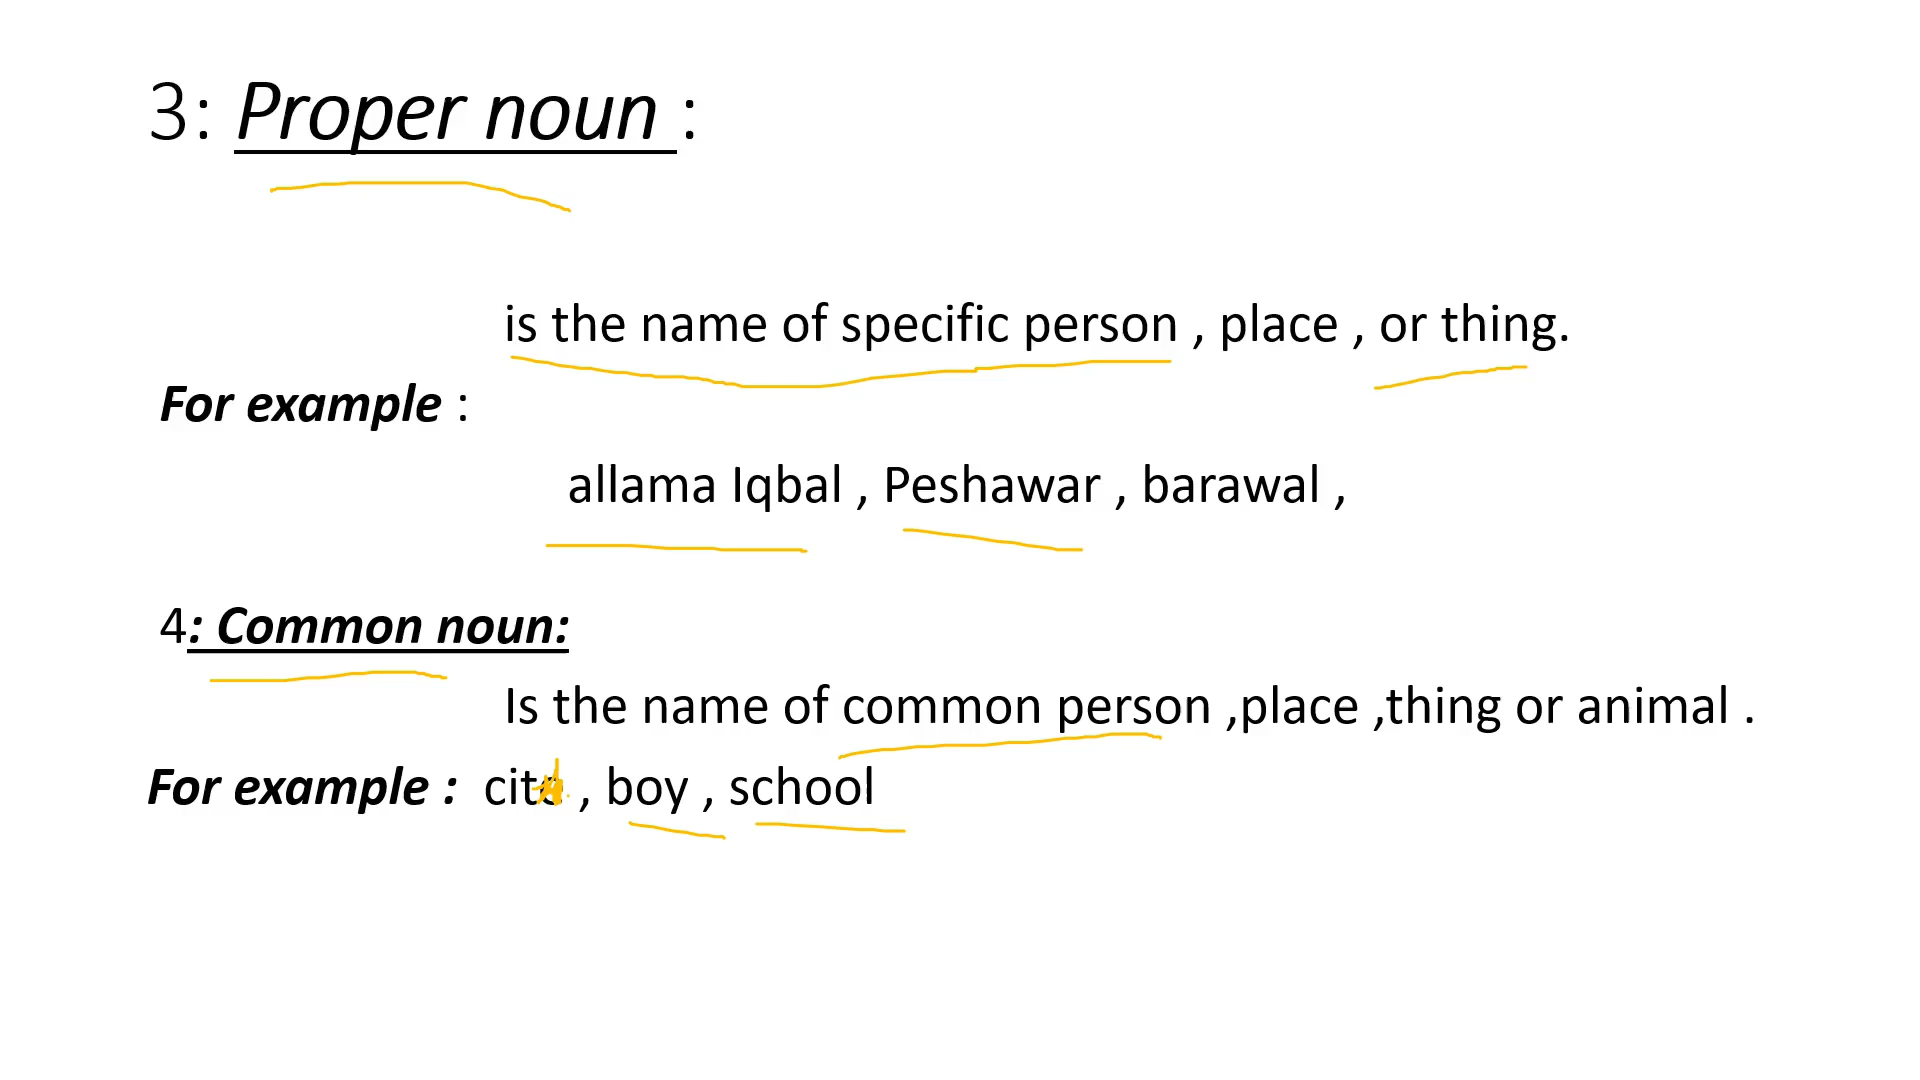 3: Proper noun :
is the name of specific person , place , or thing.
For example :
allama Iqbal , Peshawar , barawal ,
4: Common noun:
Is the name of common person ,place ,thing or animal .
For example : , boy , school